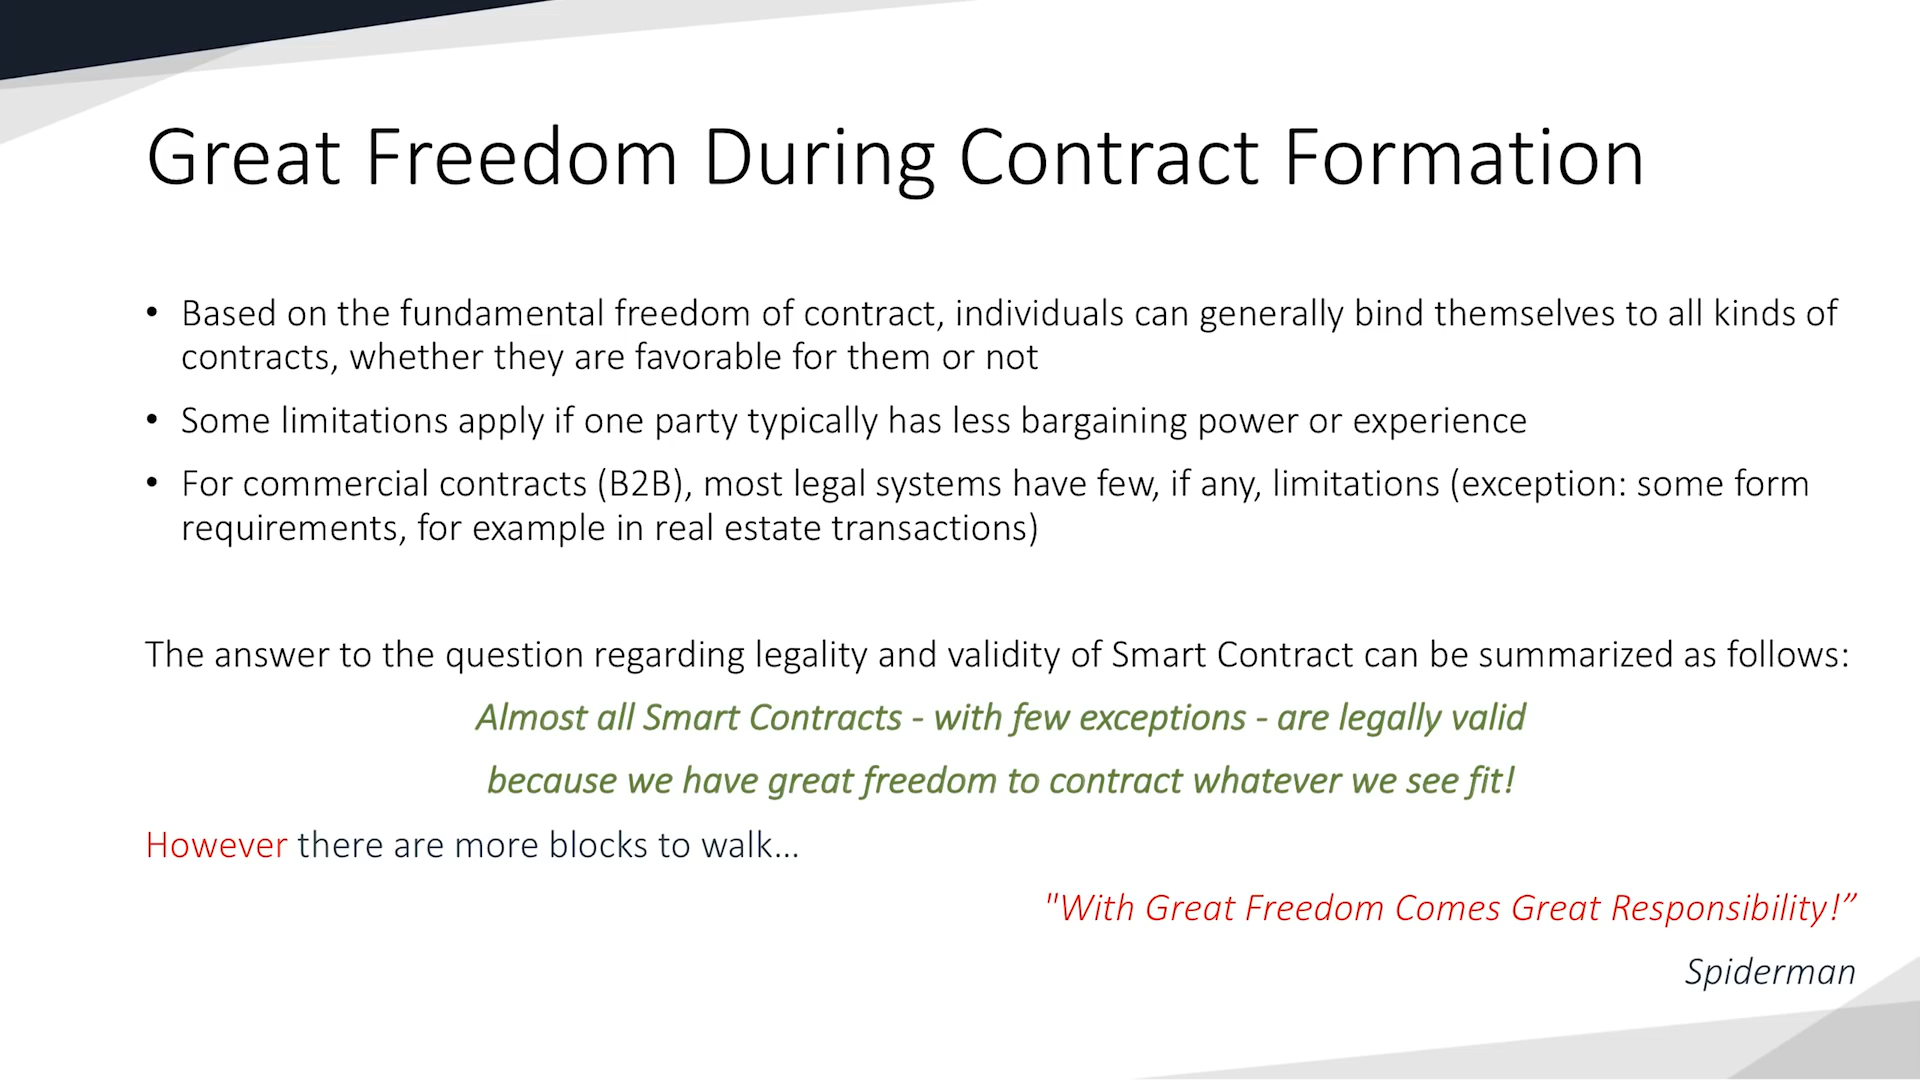 Great Freedom During Contract Formation
• Based on the fundamental freedom of contract, individuals can generally bind themselves to all kinds of
contracts, whether they are favorable for them or not
• Some limitations apply if one party typically has less bargaining power or experience
• For commercial contracts (B2B), most legal systems have few, if any, limitations (exception: some form
requirements, for example in real estate transactions)
The answer to the question regarding legality and validity of Smart Contract can be summarized as follows:
Almost all Smart Contracts - with few exceptions - are legally valid
because we have great freedom to contract whatever we see fit!
However there are more blocks to walk...
"With Great Freedom Comes Great Responsibility!”
Spiderman